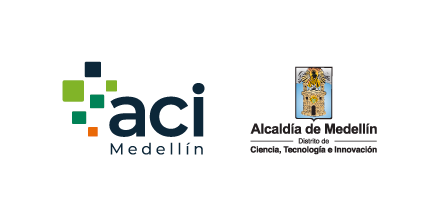 aci
Medellín
Alcaldía de Medellín
Distrito de
Ciencia, Tecnología e Innovación